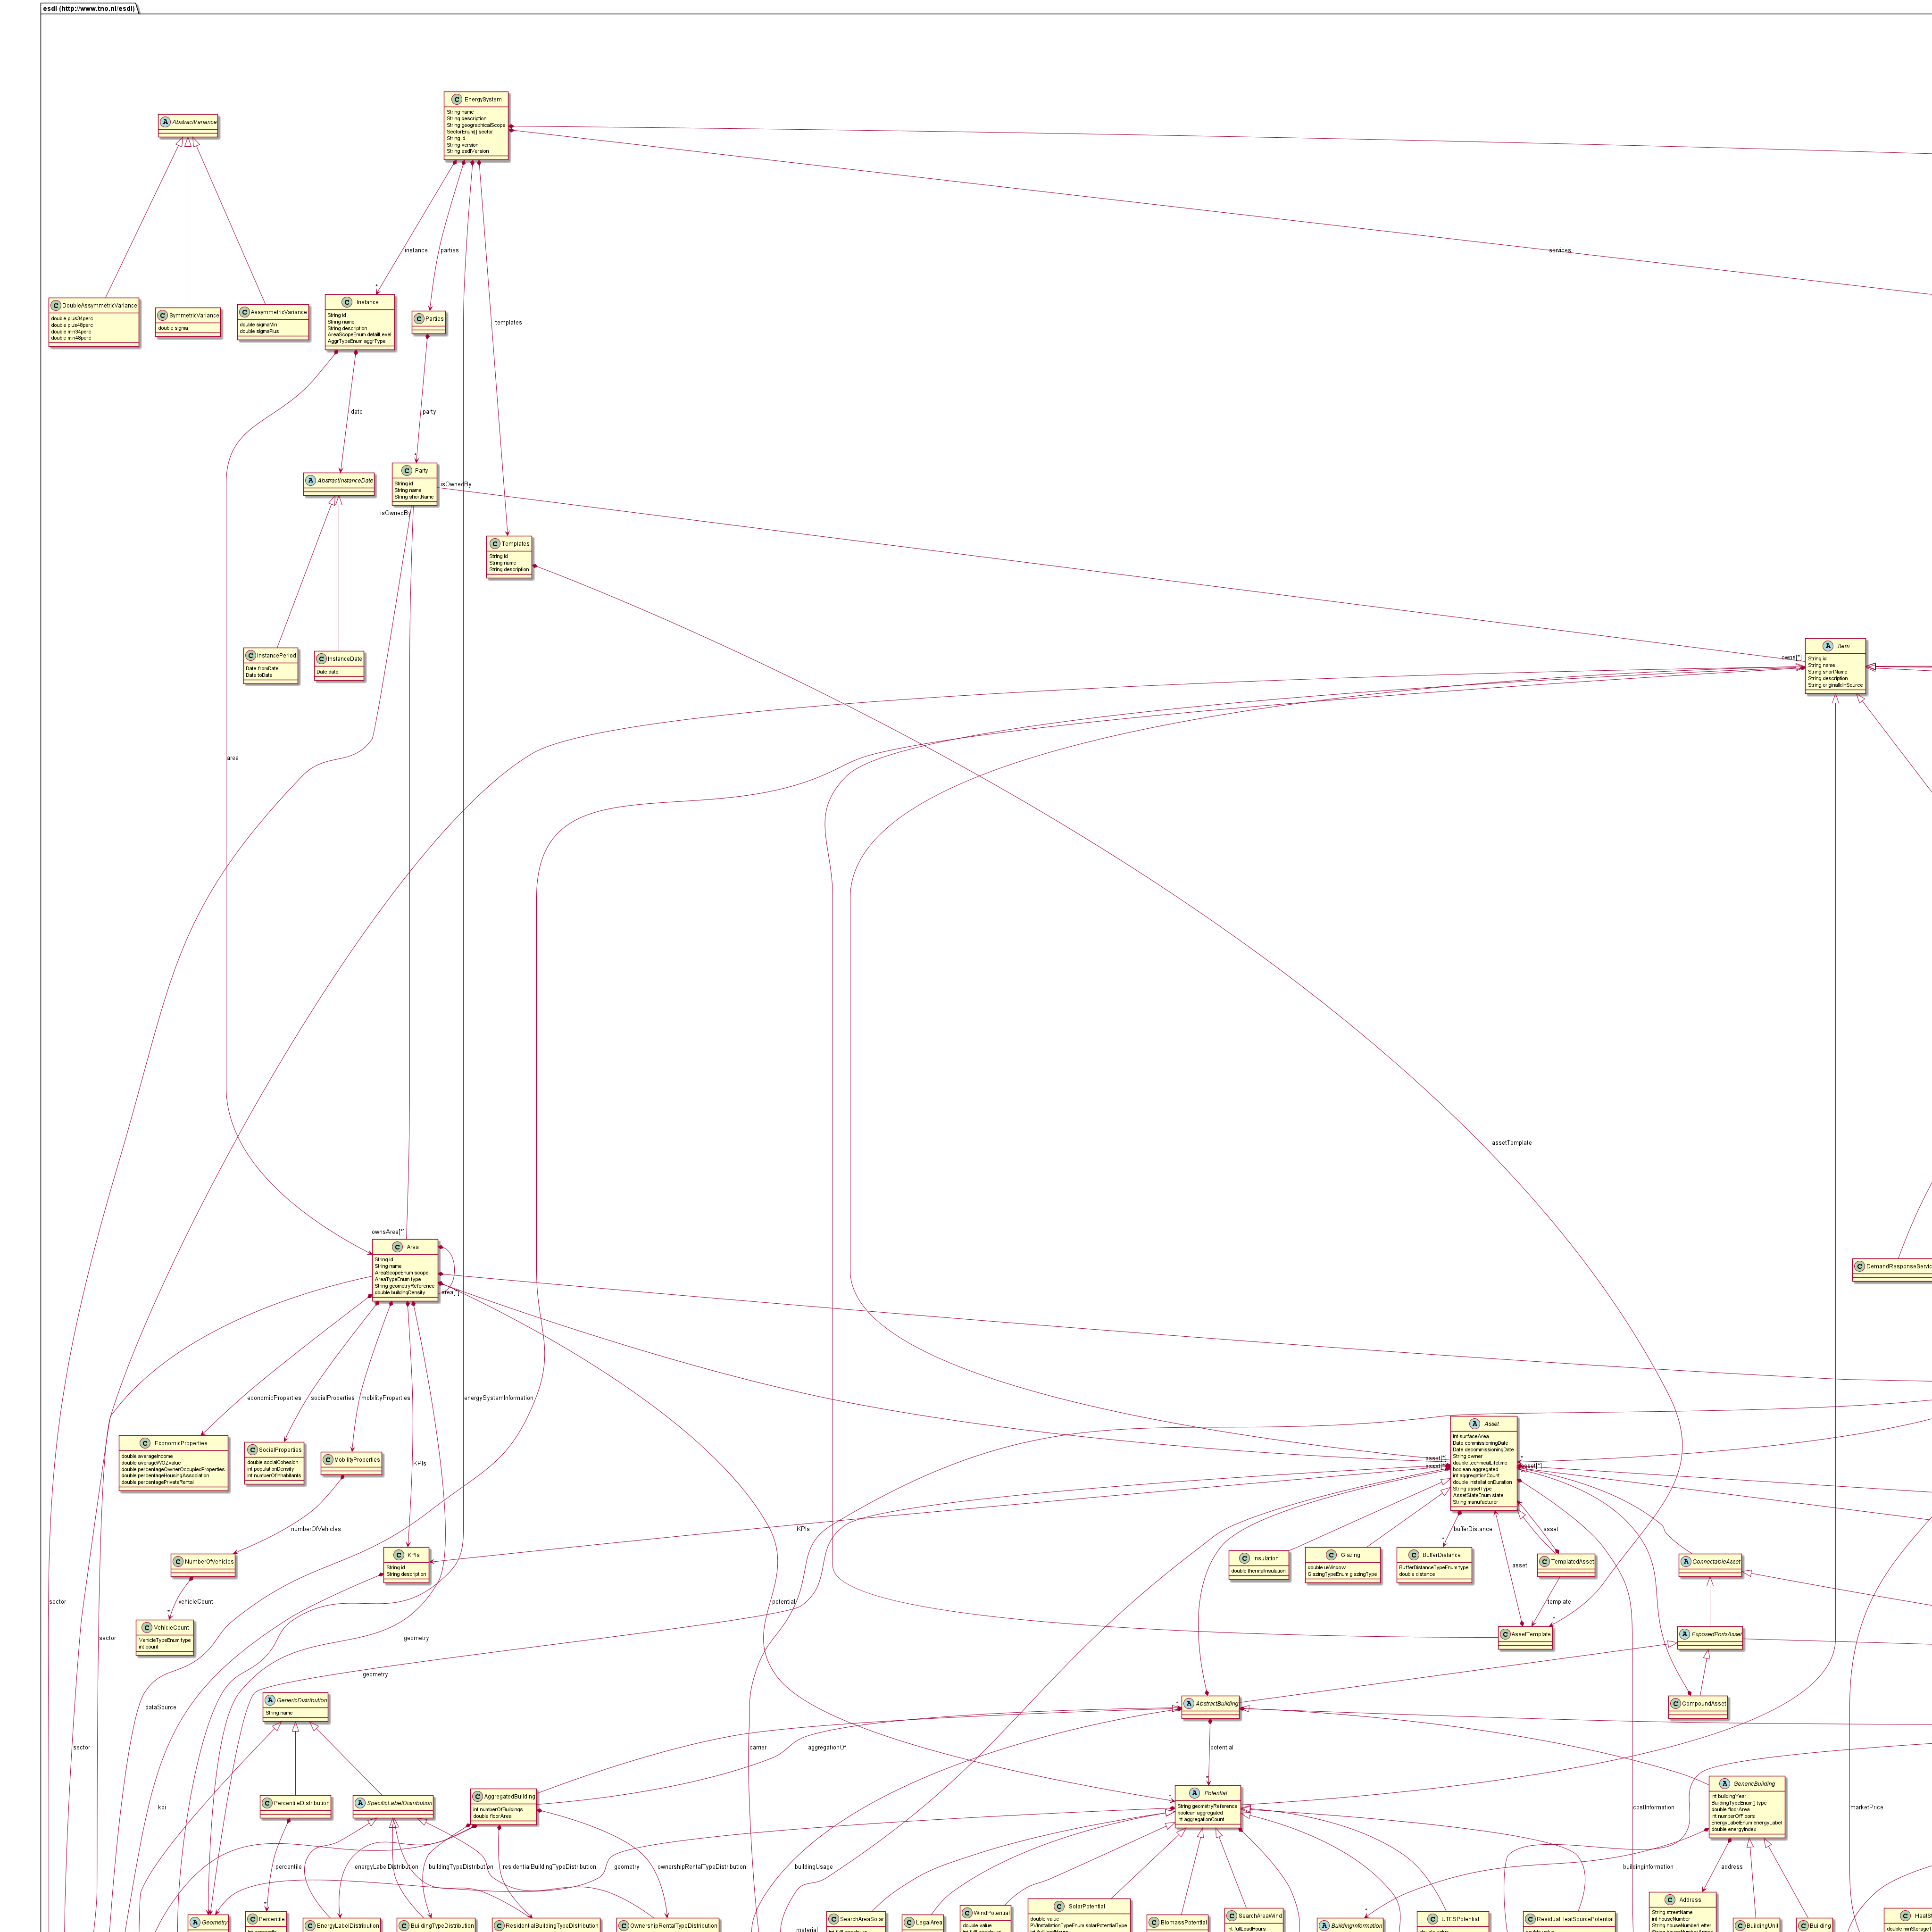 esdl (http://www.tno.nl/esdl)
EnergySystem
String name
String description
String geographicalScope
SectorEnum[] sector
String id
String version
String esdlVersion
AbstractVariance
instance
parties
services
DoubleAssymmetricVariance
double plus34perc
double plus48perc
double min34perc
double min48perc
SymmetricVariance
double sigma
AssymmetricVariance
double sigmaMin
double sigmaPlus
Instance
String id
String name
String description
AreaScopeEnum detailLevel
AggrTypeEnum aggrType
Parties
templates
date
party
AbstractInstanceDate
Party
String id
String name
String shortName
isOwnedBy
isOwnedBy
Templates
String id
String name
String description
InstancePeriod
Date fromDate
Date toDate
InstanceDate
Date date
owns[*]
Item
String id
String name
String shortName
String description
String originalIdInSource
area
assetTemplate
ownsArea[*]
Area
String id
String name
AreaScopeEnum scope
AreaTypeEnum type
String geometryReference
double buildingDensity
area[*]
DemandResponseServic
economicProperties
socialProperties
mobilityProperties
energySystemInformation
EconomicProperties
double averageIncome
double averageWOZvalue
double percentageOwnerOccupiedProperties
double percentageHousingAssociation
double percentagePrivateRental
SocialProperties
double socialCohesion
int populationDensity
int numberOfInhabitants
MobilityProperties
KPIs
Asset
int surfaceArea
Date commissioningDate
Date decommissioningDate
String owner
double technicalLifetime
boolean aggregated
int aggregationCount
double installationDuration
String assetType
AssetStateEnum state
String manufacturer
asset[*]
asset[*]
asset[*]
numberOfVehicles
KPIs
bufferDistance
asset
NumberOfVehicles
KPIs
String id
String description
Insulation
double thermalInsulation
Glazing
double uWindow
GlazingTypeEnum glazingType
BufferDistance
BufferDistanceTypeEnum type
double distance
asset
TemplatedAsset
ConnectableAsset
sector
vehicleCount
potential
template
VehicleCount
VehicleTypeEnum type
int count
sector
geometry
AssetTemplate
ExposedPortsAsset
geometry
GenericDistribution
String name
dataSource
AbstractBuilding
CompoundAsset
sector
carrier
aggregationOf
potential
PercentileDistribution
SpecificLabelDistribution
AggregatedBuilding
int numberOfBuildings
double floorArea
Potential
String geometryReference
boolean aggregated
int aggregationCount
GenericBuilding
int buildingYear
BuildingTypeEnum[] type
double floorArea
int numberOfFloors
EnergyLabelEnum energyLabel
double energyIndex
kpi
costInformation
marketPrice
percentile
energyLabelDistribution
buildingTypeDistribution
residentialBuildingTypeDistribution
geometry
ownershipRentalTypeDistribution
buildingUsage
buildinginformation
address
Geometry
Percentile
EnergyLabelDistribution
BuildingTypeDistribution
ResidentialBuildingTypeDistribution
OwnershipRentalTypeDistribution
material
SearchAreaSolar
LegalArea
WindPotential
double value
SolarPotential
double value
PVInstallationTypeEnum solarPotentialType
BiomassPotential
SearchAreaWind
int fullLoadHours
BuildingInformation
UTESPotential
ResidualHeatSourcePotential
Address
String streetName
int houseNumber
String houseNumberLetter
BuildingUnit
Building
HeatSt
double minStorageT